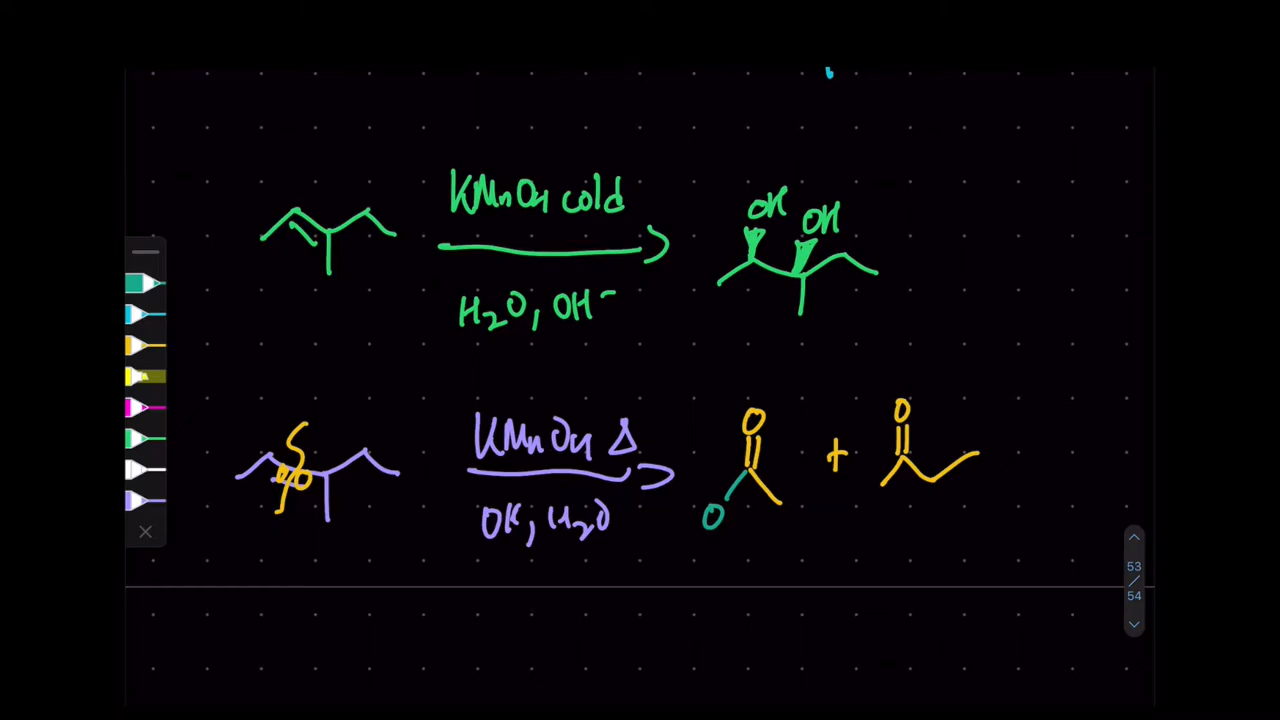 KMnO4 cold
OH OH
H2O, OH-
O O
KMnO4 Δ
+
O
OH, H2O
53
/
54